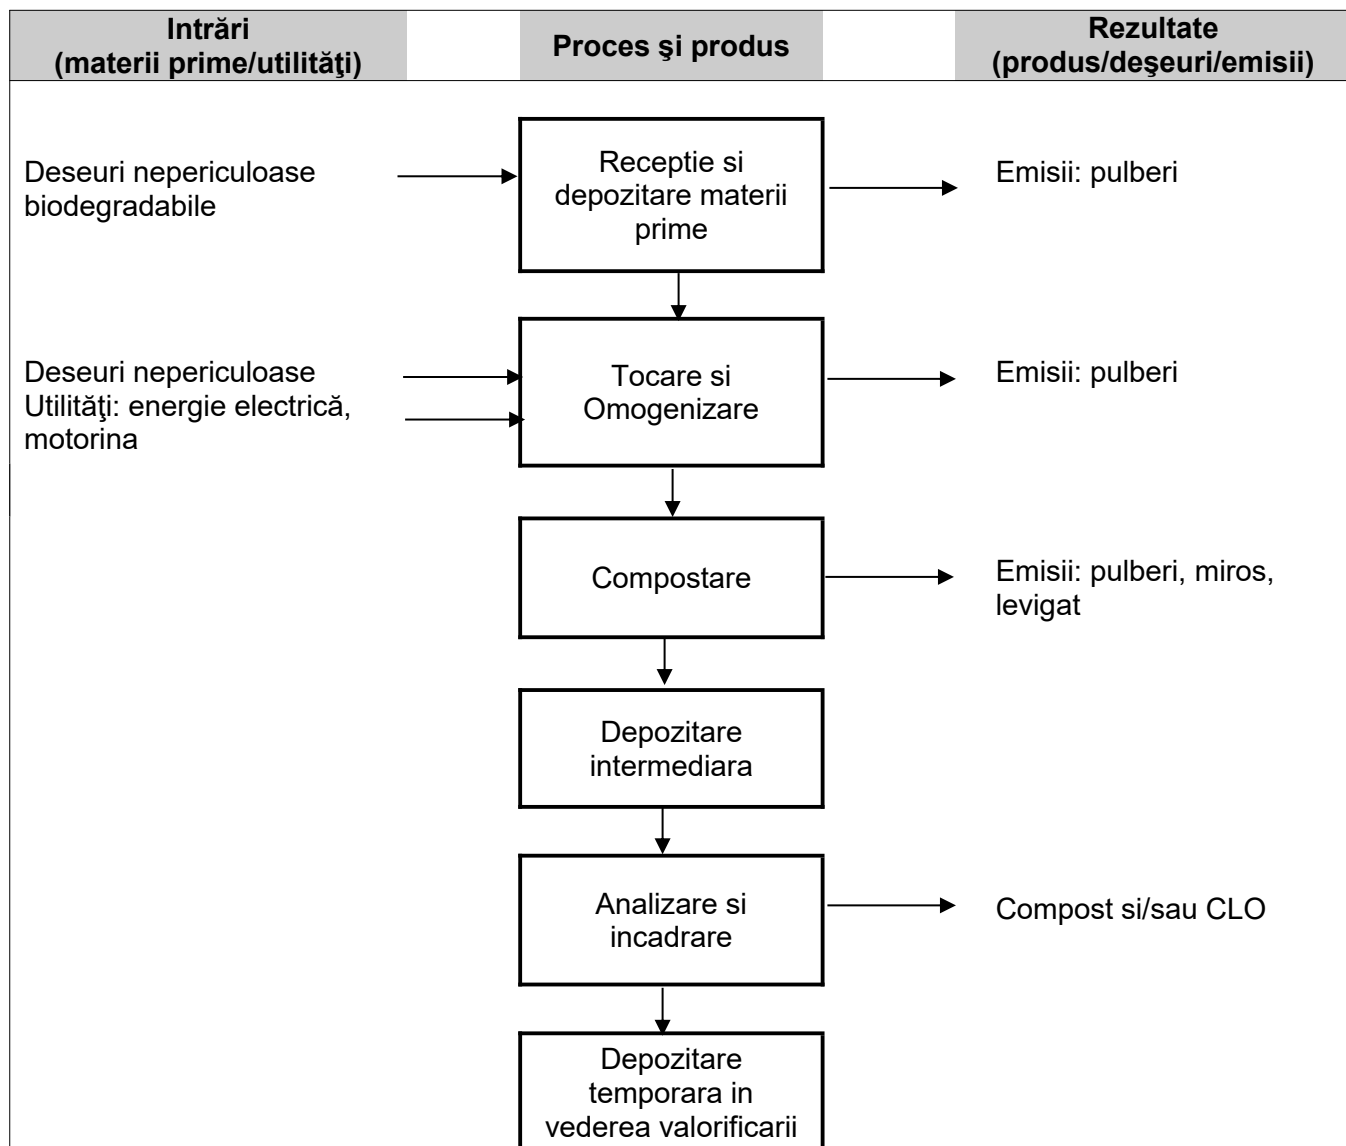 Intrări
(materii prime/utilităţi)
Proces şi produs
Rezultate
(produs/deşeuri/emisii)
Deseuri nepericuloase
biodegradabile
Receptie si
depozitare materii
prime
Emisii: pulberi
Deseuri nepericuloase
Utilităţi: energie electrică,
motorina
Tocare si
Omogenizare
Emisii: pulberi
Compostare
Emisii: pulberi, miros,
levigat
Depozitare
intermediara
Analizare si
incadrare
Compost si/sau CLO
Depozitare
temporara in
vederea valorificarii